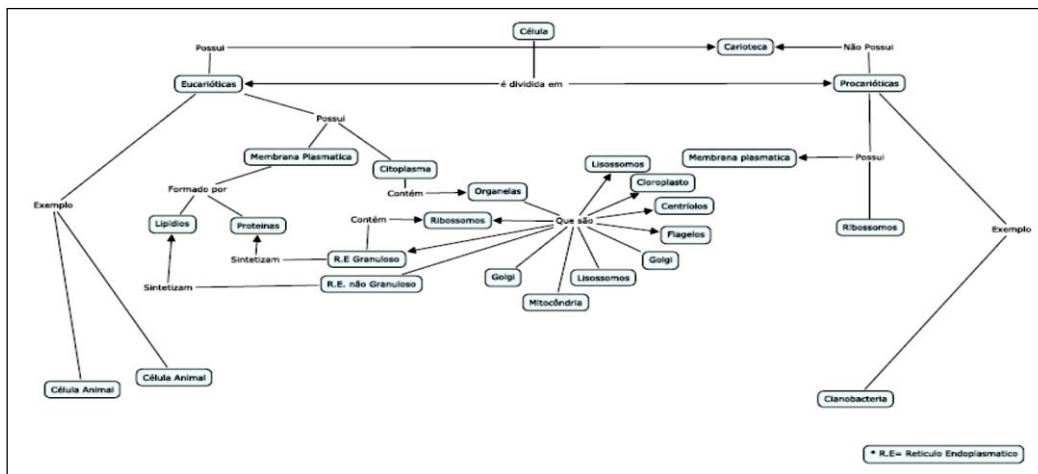 Célula
Possui
Carioteca
Não Possui
Eucarióticas
é dividida em
Procarióticas
Possui
Membrana Plasmatica
Citoplasma
Lisossomos
Membrana plasmatica
Possui
Cloroplasto
Formado por
Contém
Organelas
Exemplo
Centríolos
Lipídios
Proteínas
Contém
Ribossomos
Que são
Flagelos
Ribossomos
Exemplo
Sintetizam
R.E Granuloso
Golgi
Sintetizam
R.E. não Granuloso
Golgi
Lisossomos
Mitocôndria
Célula Animal
Célula Animal
Cianobacteria
* R.E= Reticulo Endoplasmatico